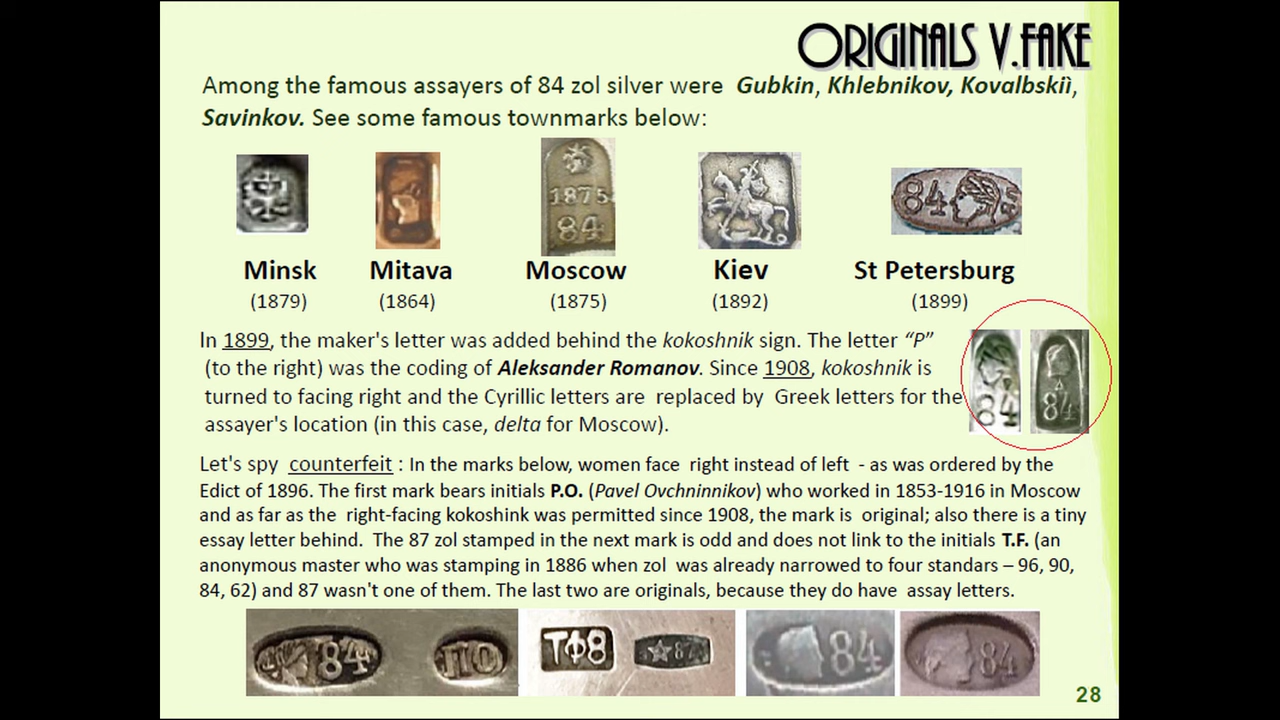 ORIGINALS V.FAKE
Among the famous assayers of 84 zol silver were Gubkin, Khlebnikov, Kovalbskiì,
Savinkov. See some famous townmarks below:
1875
84
84
Minsk Mitava Moscow Kiev St Petersburg
(1879) (1864) (1875) (1892) (1899)
In 1899, the maker's letter was added behind the kokoshnik sign. The letter “P”
(to the right) was the coding of Aleksander Romanov. Since 1908, kokoshnik is
turned to facing right and the Cyrillic letters are replaced by Greek letters for the
assayer's location (in this case, delta for Moscow).
84 84
Let's spy counterfeit : In the marks below, women face right instead of left - as was ordered by the
Edict of 1896. The first mark bears initials P.O. (Pavel Ovchninnikov) who worked in 1853-1916 in Moscow
and as far as the right-facing kokoshink was permitted since 1908, the mark is original; also there is a tiny
essay letter behind. The 87 zol stamped in the next mark is odd and does not link to the initials T.F. (an
anonymous master who was stamping in 1886 when zol was already narrowed to four standars – 96, 90,
84, 62) and 87 wasn't one of them. The last two are originals, because they do have assay letters.
84 ПО ТФ8 87 84 84
28